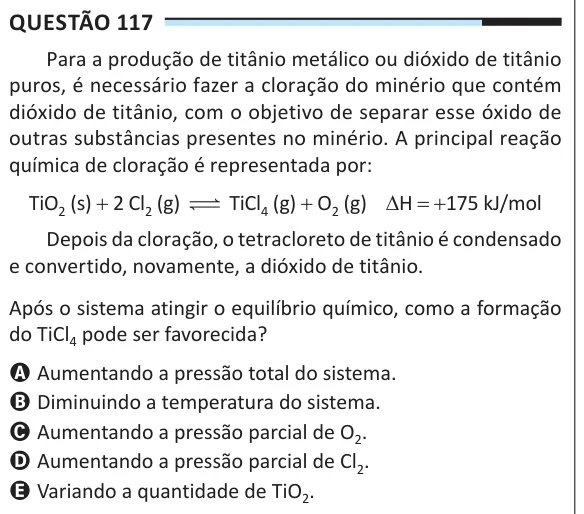 QUESTÃO 117
Para a produção de titânio metálico ou dióxido de titânio
puros, é necessário fazer a cloração do minério que contém
dióxido de titânio, com o objetivo de separar esse óxido de
outras substâncias presentes no minério. A principal reação
química de cloração é representada por:
TiO₂ (s) + 2 Cl₂ (g) ⇌ TiCl₄ (g) + O₂ (g) ΔH = +175 kJ/mol
Depois da cloração, o tetracloreto de titânio é condensado
e convertido, novamente, a dióxido de titânio.
Após o sistema atingir o equilíbrio químico, como a formação
do TiCl₄ pode ser favorecida?
A Aumentando a pressão total do sistema.
B Diminuindo a temperatura do sistema.
C Aumentando a pressão parcial de O₂.
D Aumentando a pressão parcial de Cl₂.
E Variando a quantidade de TiO₂.